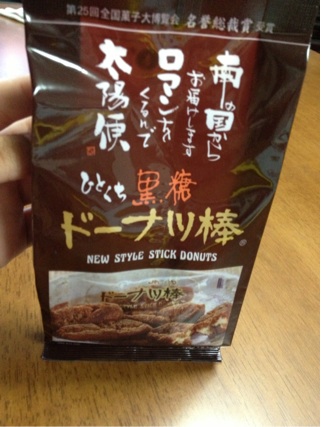 第25回全国菓子大博覧会 名誉総裁賞 受賞
南の国から
お届けします
ロマンを
くるんで
太陽便
ひとくち 黒糖
ドーナツ棒®
NEW STYLE STICK DONUTS
ドーナツ棒